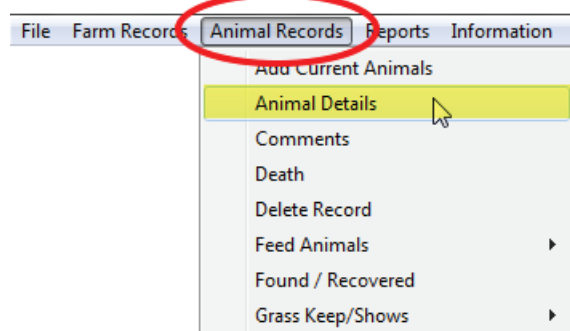 File Farm Records Animal Records Reports Information
Add Current Animals
Animal Details
Comments
Death
Delete Record
Feed Animals
Found / Recovered
Grass Keep/Shows